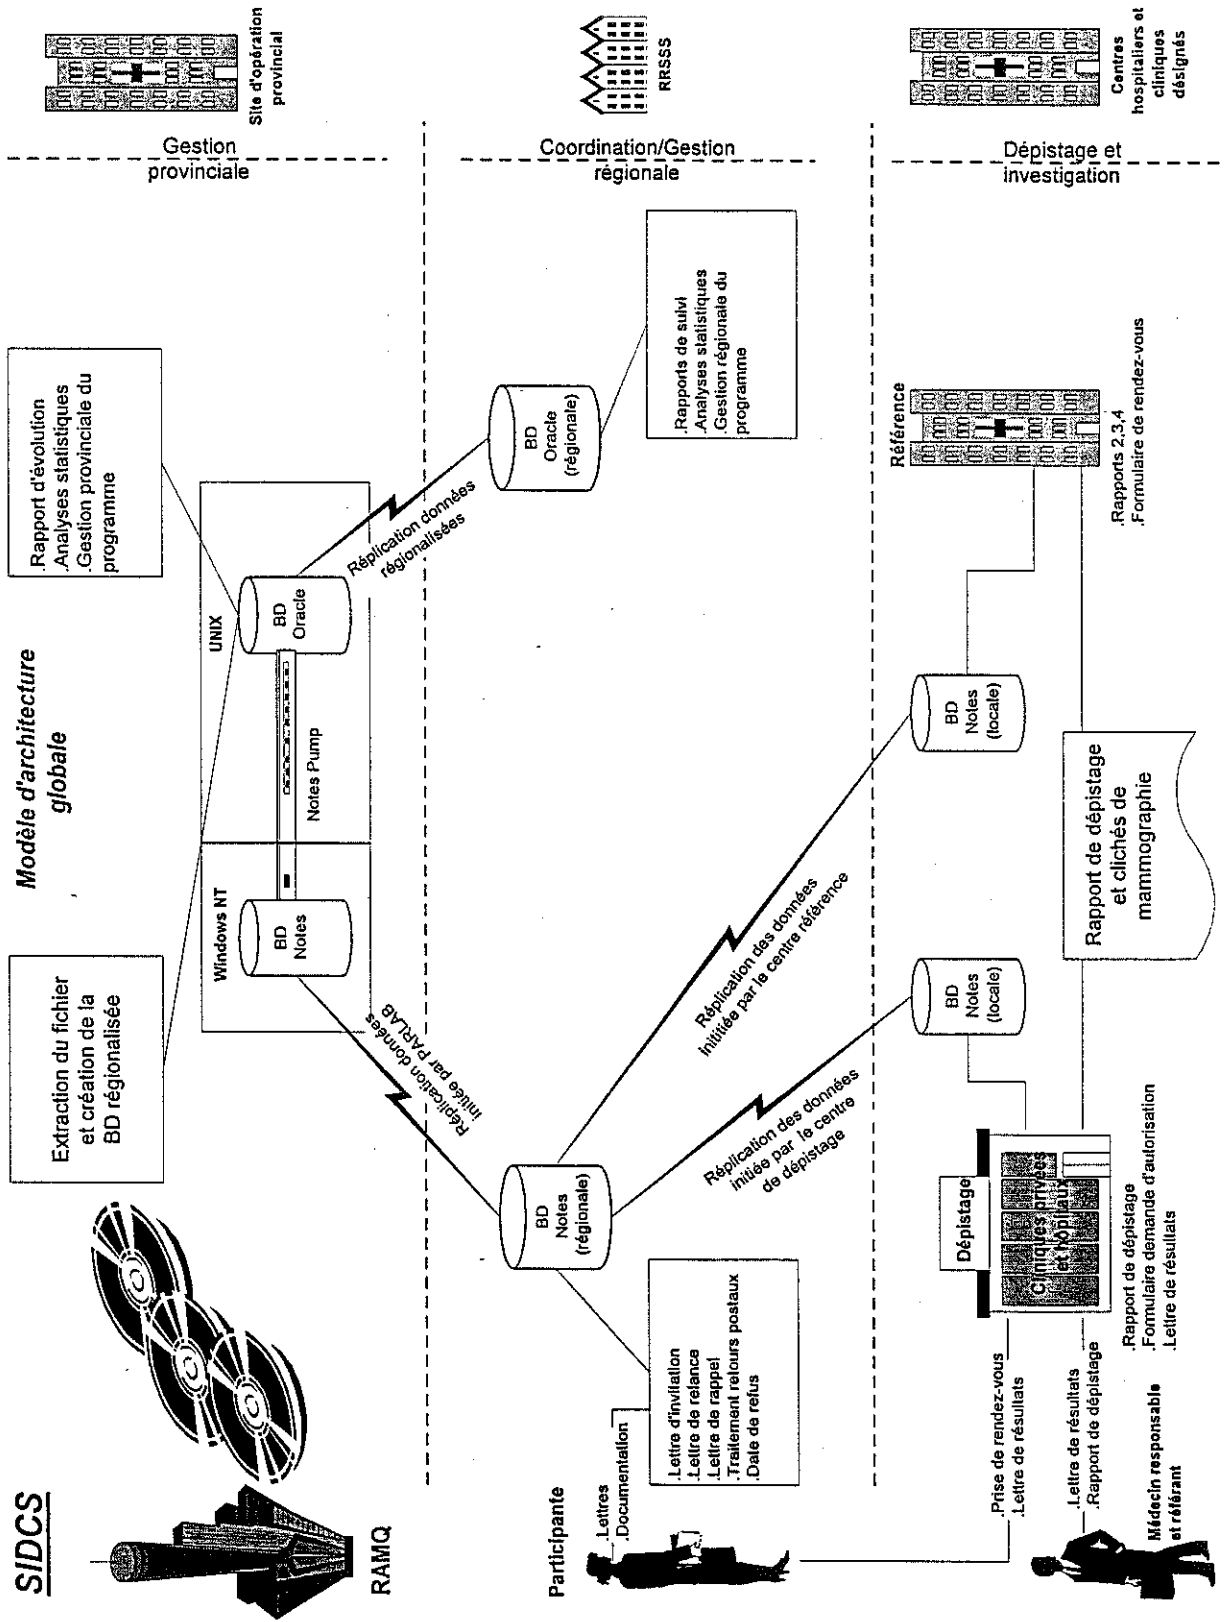 SIDCS
RAMQ
Modèle d'architecture
globale
Extraction du fichier
et création de la
BD régionalisée
.Rapport d'évolution
.Analyses statistiques
.Gestion provinciale du
programme
Windows NT
UNIX
BD
Notes
Notes Pump
BD
Oracle
Gestion
provinciale
Site d'opération
provincial
Réplication données
initiée par PARLAB
Réplication données
régionalisées
Participante
.Lettres
.Documentation
.Lettre d'invitation
.Lettre de relance
.Lettre de rappel
.Traitement retours postaux
.Date de refus
BD
Notes
(régionale)
BD
Oracle
(régionale)
.Rapports de suivi
.Analyses statistiques
.Gestion régionale du
programme
Coordination/Gestion
régionale
RRSSS
Réplication des données
inititiée par le centre référence
Réplication des données
initiée par le centre
de dépistage
.Prise de rendez-vous
.Lettre de résultats
.Lettre de résultats
.Rapport de dépistage
Médecin responsable
et référant
Dépistage
Cliniques privées
et hôpitaux
.Rapport de dépistage
.Formulaire demande d'autorisation
.Lettre de résultats
BD
Notes
(locale)
BD
Notes
(locale)
Rapport de dépistage
et clichés de
mammographie
Référence
.Rapports 2,3,4
.Formulaire de rendez-vous
Dépistage et
investigation
Centres
hospitaliers et
cliniques
désignés